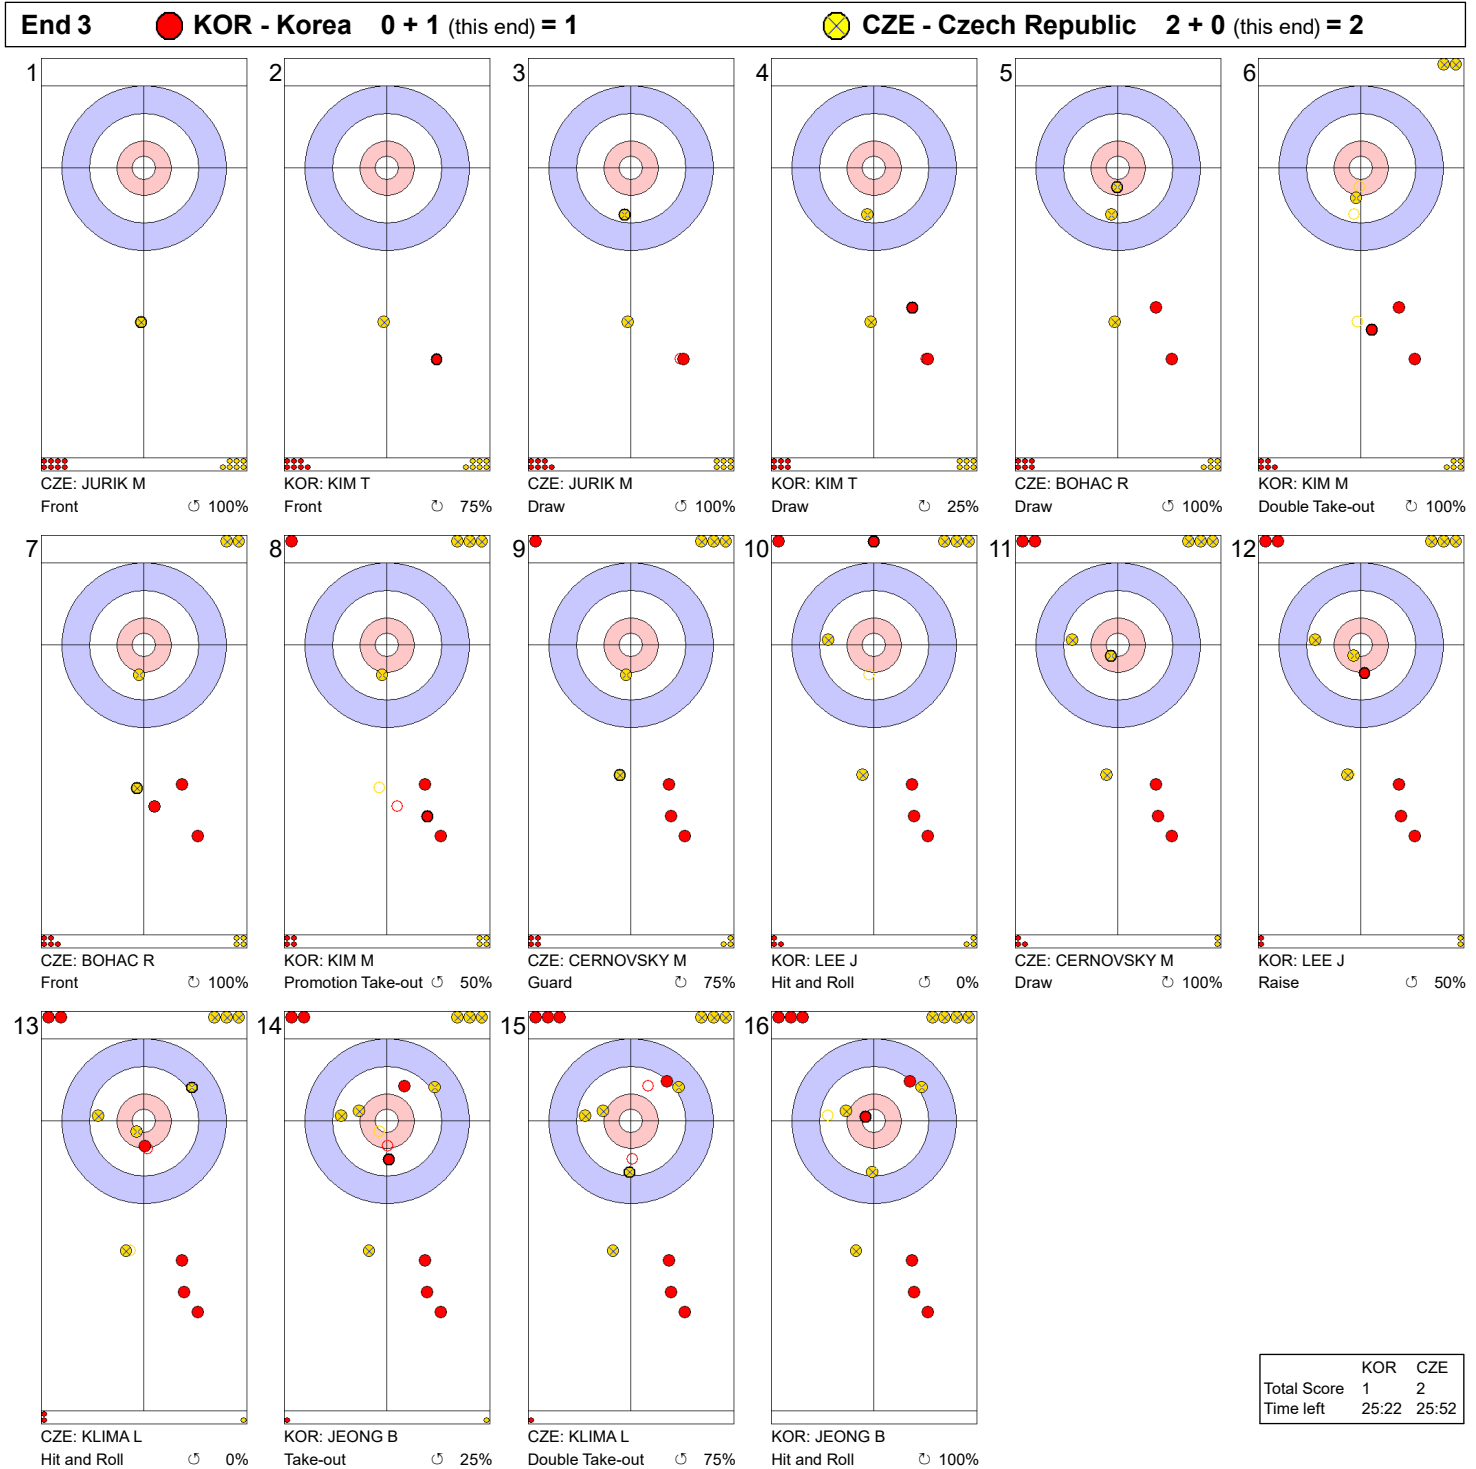 End 3 KOR - Korea 0 + 1 (this end) = 1 CZE - Czech Republic 2 + 0 (this end) = 2
1 2 3 4 5 6
CZE: JURIK M KOR: KIM T CZE: JURIK M KOR: KIM T CZE: BOHAC R KOR: KIM M
Front 100% Front 75% Draw 100% Draw 25% Draw 100% Double Take-out 100%
7 8 9 10 11 12
CZE: BOHAC R KOR: KIM M CZE: CERNOVSKY M KOR: LEE J CZE: CERNOVSKY M KOR: LEE J
Front 100% Promotion Take-out 50% Guard 75% Hit and Roll 0% Draw 100% Raise 50%
13 14 15 16
KOR CZE
Total Score 1 2
Time left 25:22 25:52
CZE: KLIMA L KOR: JEONG B CZE: KLIMA L KOR: JEONG B
Hit and Roll 0% Take-out 25% Double Take-out 75% Hit and Roll 100%